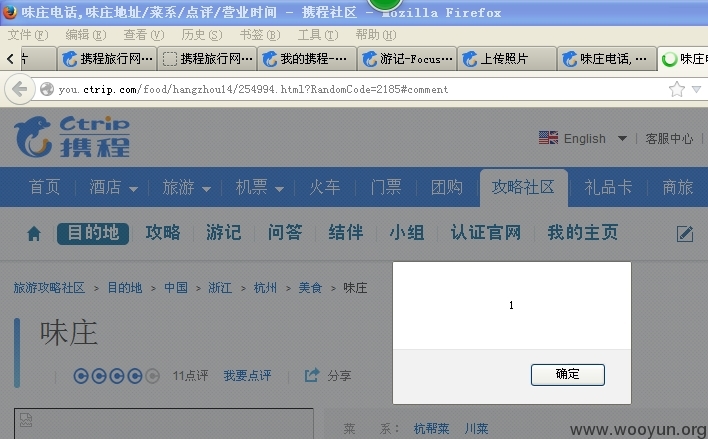 味庄电话,味庄地址/菜系/点评/营业时间 - 携程社区 - Mozilla Firefox
文件(F) 编辑(E) 查看(V) 历史(S) 书签(B) 工具(T) 帮助(H)
片 携程旅行网... 携程旅行网... 我的携程-... 游记-Focus... 上传照片 味庄电话, ... 味庄电
you.ctrip.com/food/hangzhou14/254994.html?RandomCode=2185#comment
Ctrip
携程
English 客服中心
首页 酒店 旅游 机票 火车 门票 团购 攻略社区 礼品卡 商旅
目的地 攻略 游记 问答 结伴 小组 认证官网 我的主页
旅游攻略社区 > 目的地 > 中国 > 浙江 > 杭州 > 美食 > 味庄
1
味庄
确定
11点评 我要点评 分享
菜 系: 杭帮菜 川菜
www.wooyun.org